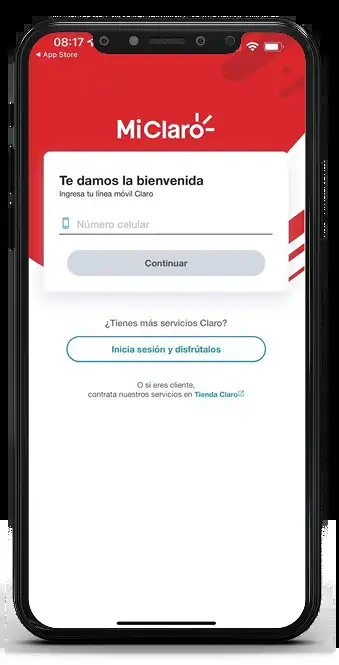 08:17
App Store
MiClaro
Te damos la bienvenida
Ingresa tu línea móvil Claro
Número celular
Continuar
¿Tienes más servicios Claro?
Inicia sesión y disfrútalos
O si eres cliente,
contrata nuestros servicios en Tienda Claro